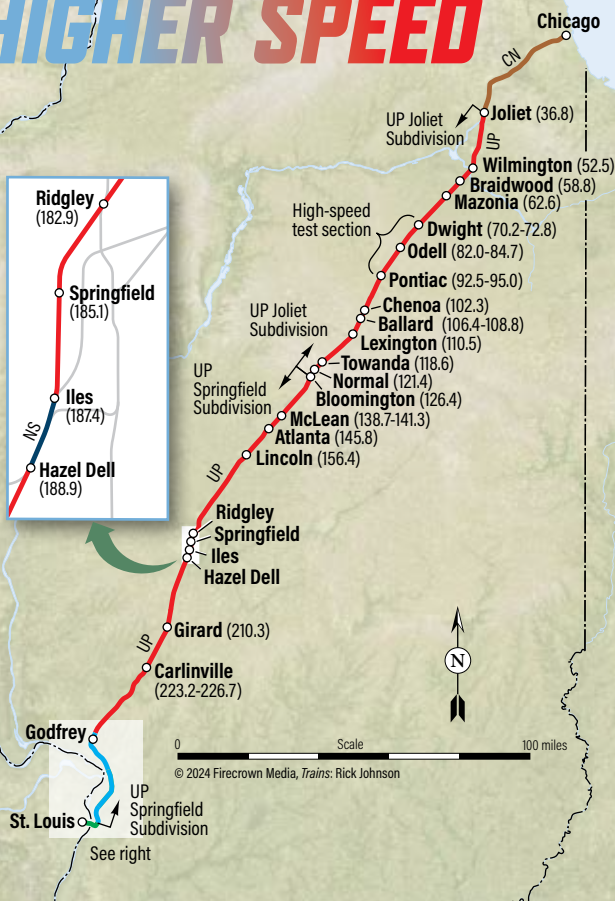 HIGHER SPEED
Chicago
CN
Joliet (36.8)
UP Joliet
Subdivision
UP
Wilmington (52.5)
Braidwood (58.8)
Mazonia (62.6)
High-speed
test section
Dwight (70.2-72.8)
Odell (82.0-84.7)
Pontiac (92.5-95.0)
Chenoa (102.3)
Ballard (106.4-108.8)
Lexington (110.5)
UP Joliet
Subdivision
Towanda (118.6)
Normal (121.4)
Bloomington (126.4)
UP
Springfield
Subdivision
McLean (138.7-141.3)
Atlanta (145.8)
Lincoln (156.4)
UP
Ridgley
(182.9)
Springfield
(185.1)
Iles
(187.4)
NS
Hazel Dell
(188.9)
Ridgley
Springfield
Iles
Hazel Dell
UP
Girard (210.3)
Carlinville
(223.2-226.7)
N
Godfrey
0 Scale 100 miles
© 2024 Firecrown Media, Trains: Rick Johnson
St. Louis
UP
Springfield
Subdivision
See right